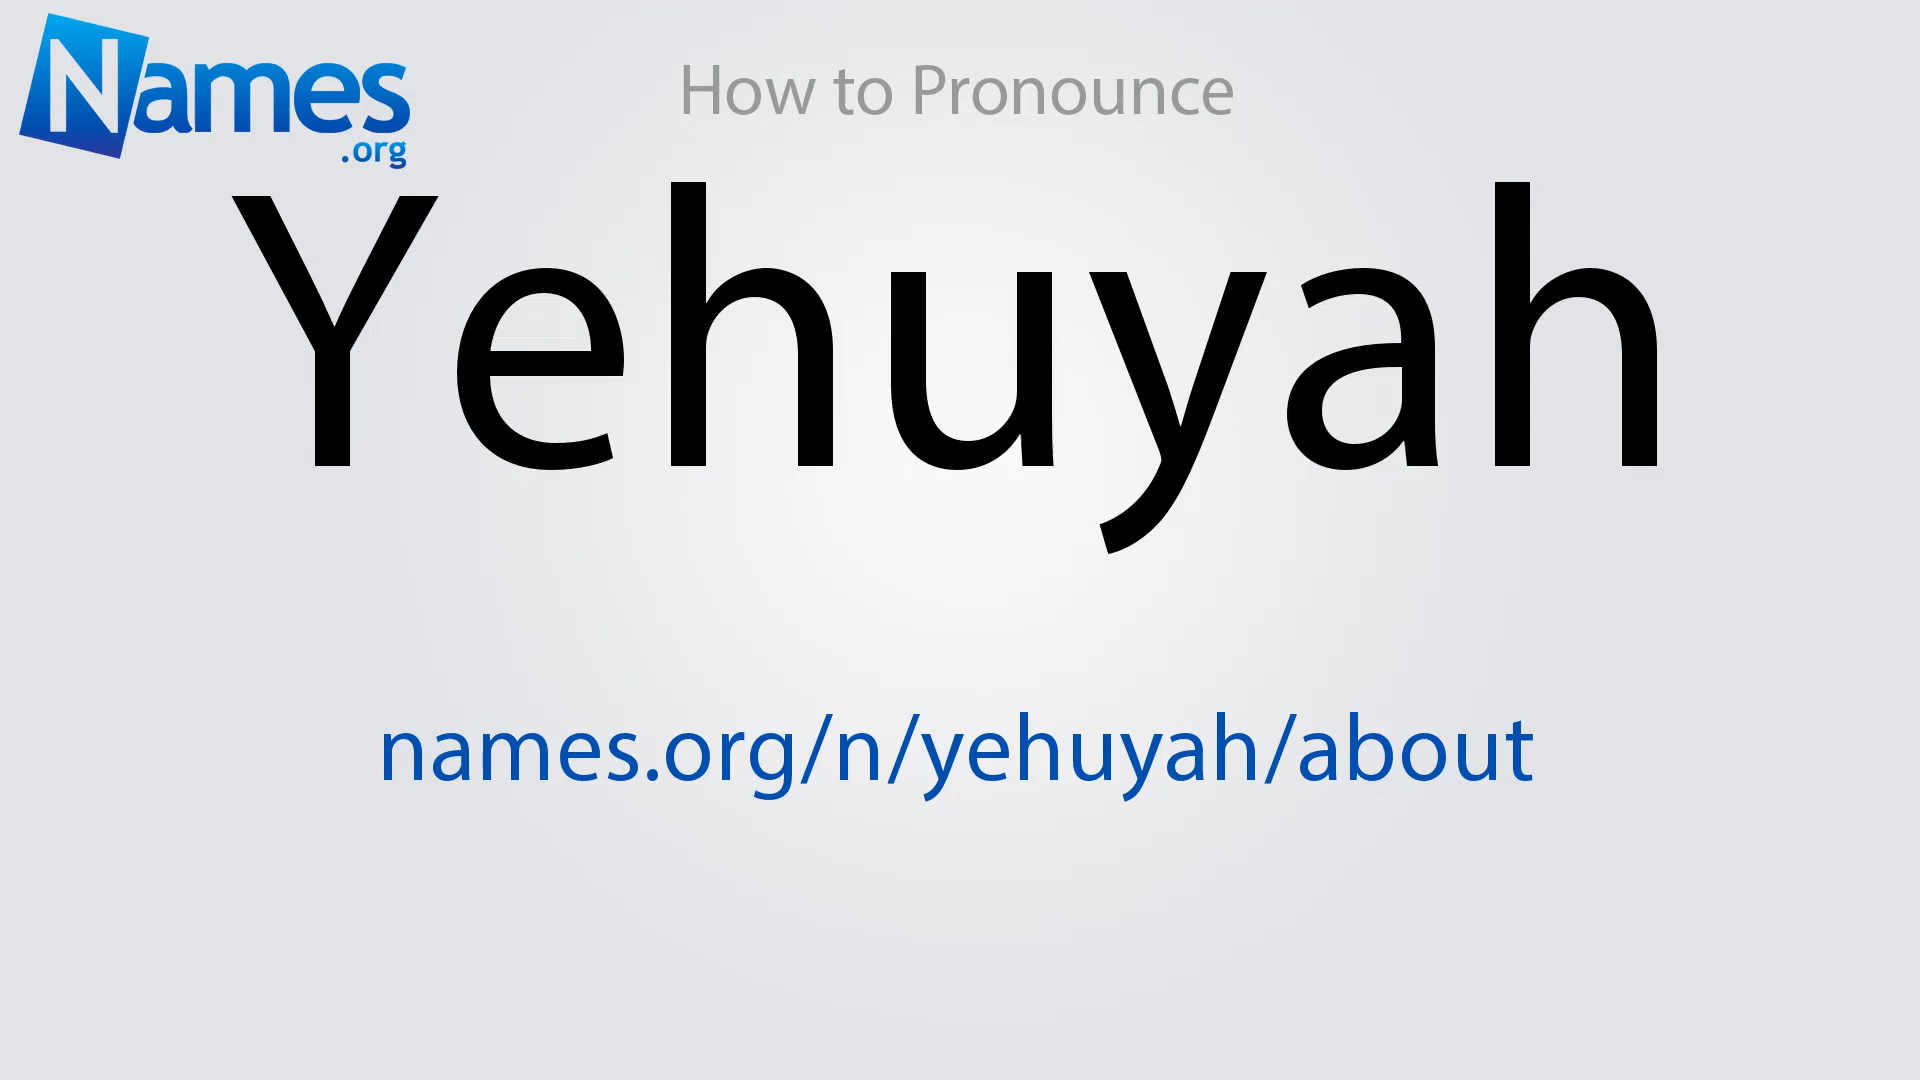 Names
.org
How to Pronounce
Yehuyah
names.org/n/yehuyah/about